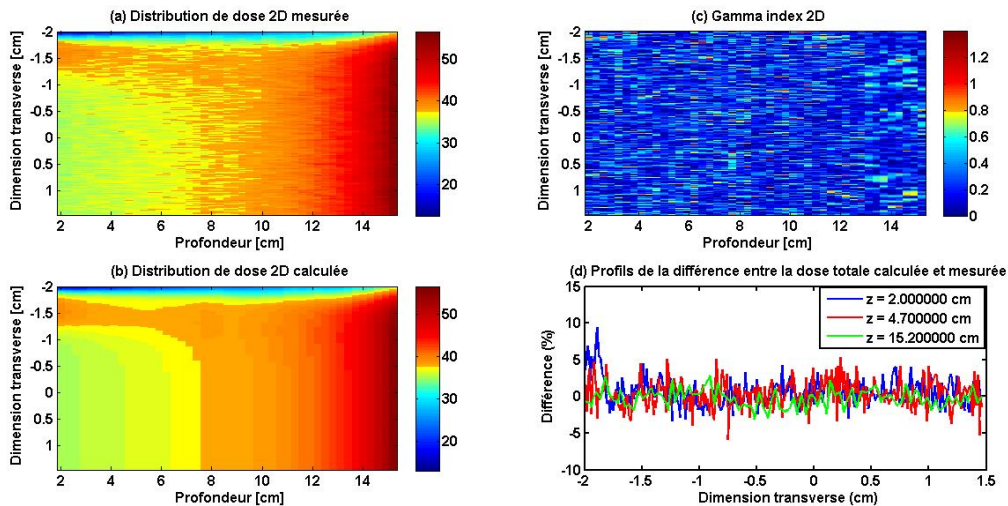 (a) Distribution de dose 2D mesurée
Dimension transverse [cm]
-2
-1.5
-1
-0.5
0
0.5
1
2 4 6 8 10 12 14
Profondeur [cm]
50
40
30
20
(b) Distribution de dose 2D calculée
Dimension transverse [cm]
-2
-1.5
-1
-0.5
0
0.5
1
2 4 6 8 10 12 14
Profondeur [cm]
50
40
30
20
(c) Gamma index 2D
Dimension transverse [cm]
-2
-1.5
-1
-0.5
0
0.5
1
2 4 6 8 10 12 14
Profondeur [cm]
1.2
1
0.8
0.6
0.4
0.2
0
(d) Profils de la différence entre la dose totale calculée et mesurée
Différence (%)
15
10
5
0
-5
-10
z = 2.000000 cm
z = 4.700000 cm
z = 15.200000 cm
-2 -1.5 -1 -0.5 0 0.5 1 1.5
Dimension transverse (cm)